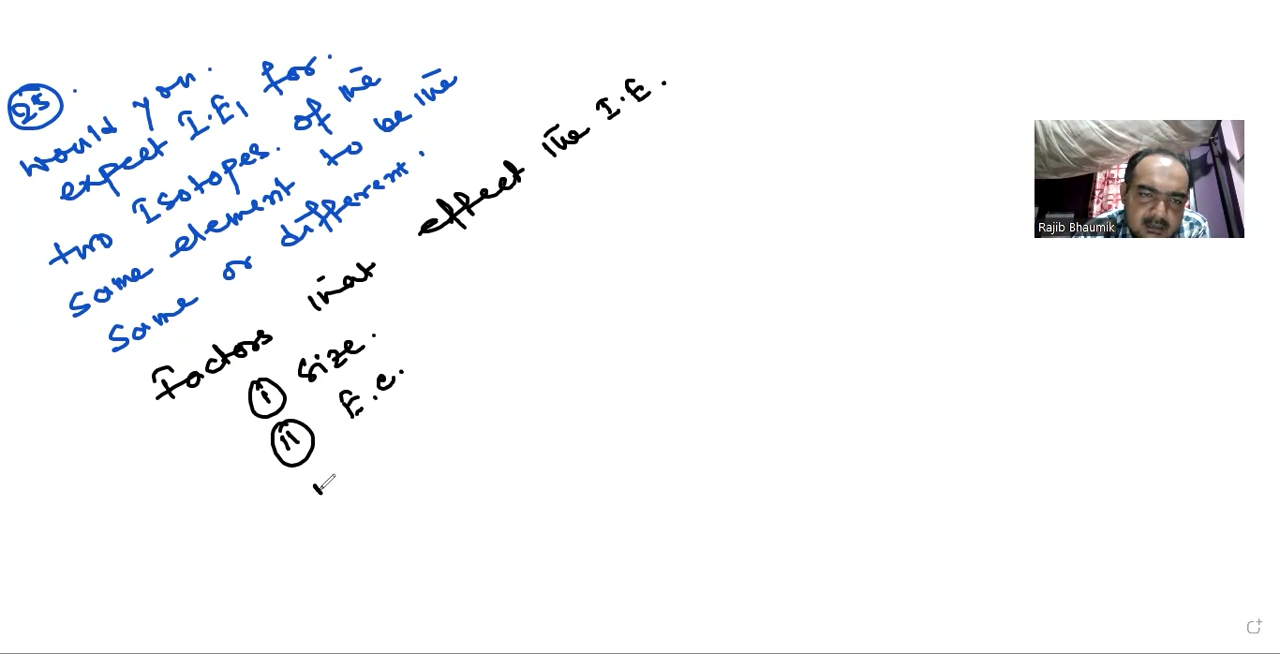 25.
would you.
expect I.E1 for.
two Isotopes. of the
same element to be the
same or different.
Factors that effect the I.E.
i size.
ii E.C.
Rajib Bhaumik